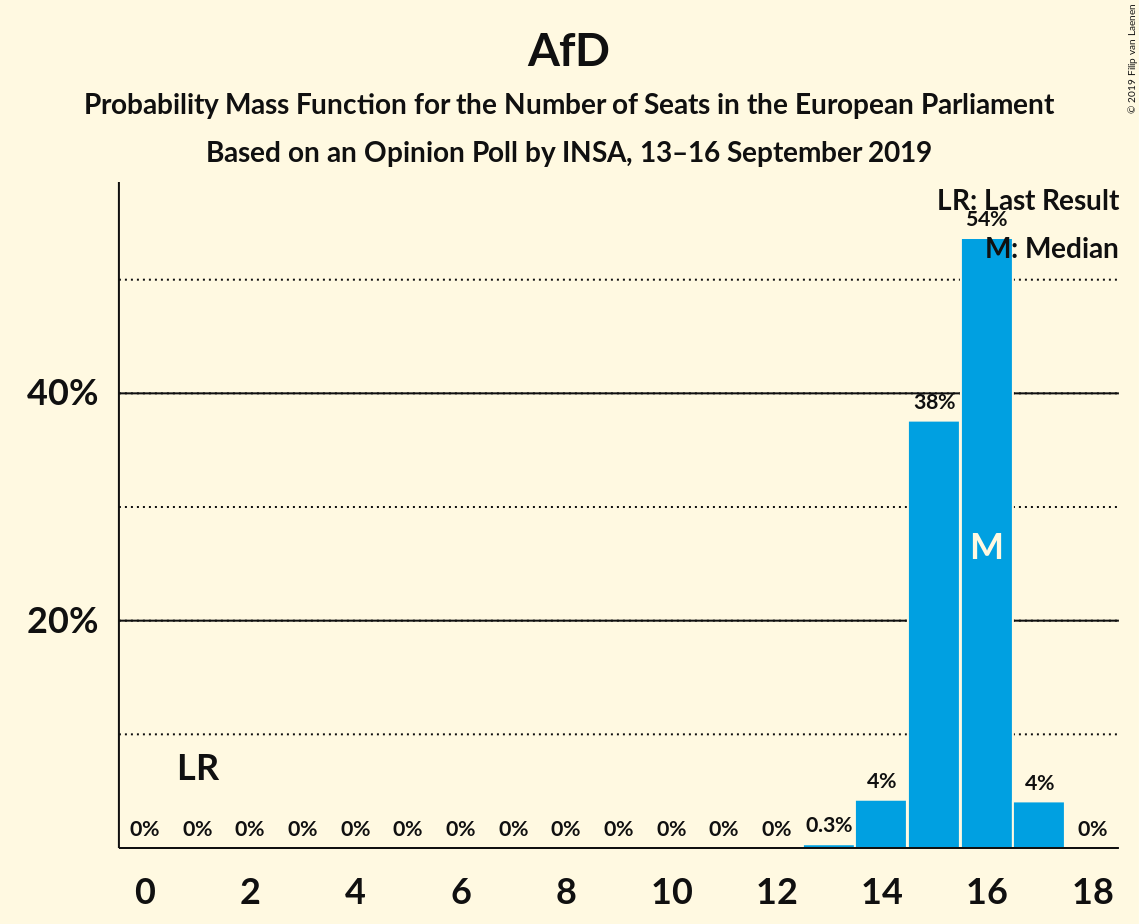 AfD
Probability Mass Function for the Number of Seats in the European Parliament
Based on an Opinion Poll by INSA, 13–16 September 2019
© 2019 Filip van Laenen
LR: Last Result
54%
M: Median
40%
38%
M
20%
LR
4%
4%
0% 0% 0% 0% 0% 0% 0% 0% 0% 0% 0% 0% 0% 0.3% 0%
0 2 4 6 8 10 12 14 16 18